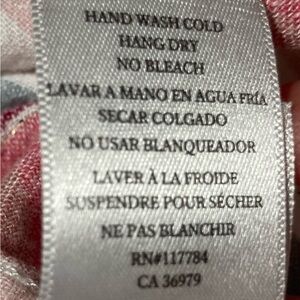 HAND WASH COLD
HANG DRY
NO BLEACH
LAVAR A MANO EN AGUA FRÍA
SECAR COLGADO
NO USAR BLANQUEADOR
LAVER À LA FROIDE
SUSPENDRE POUR SÉCHER
NE PAS BLANCHIR
RN#117784
CA 36979